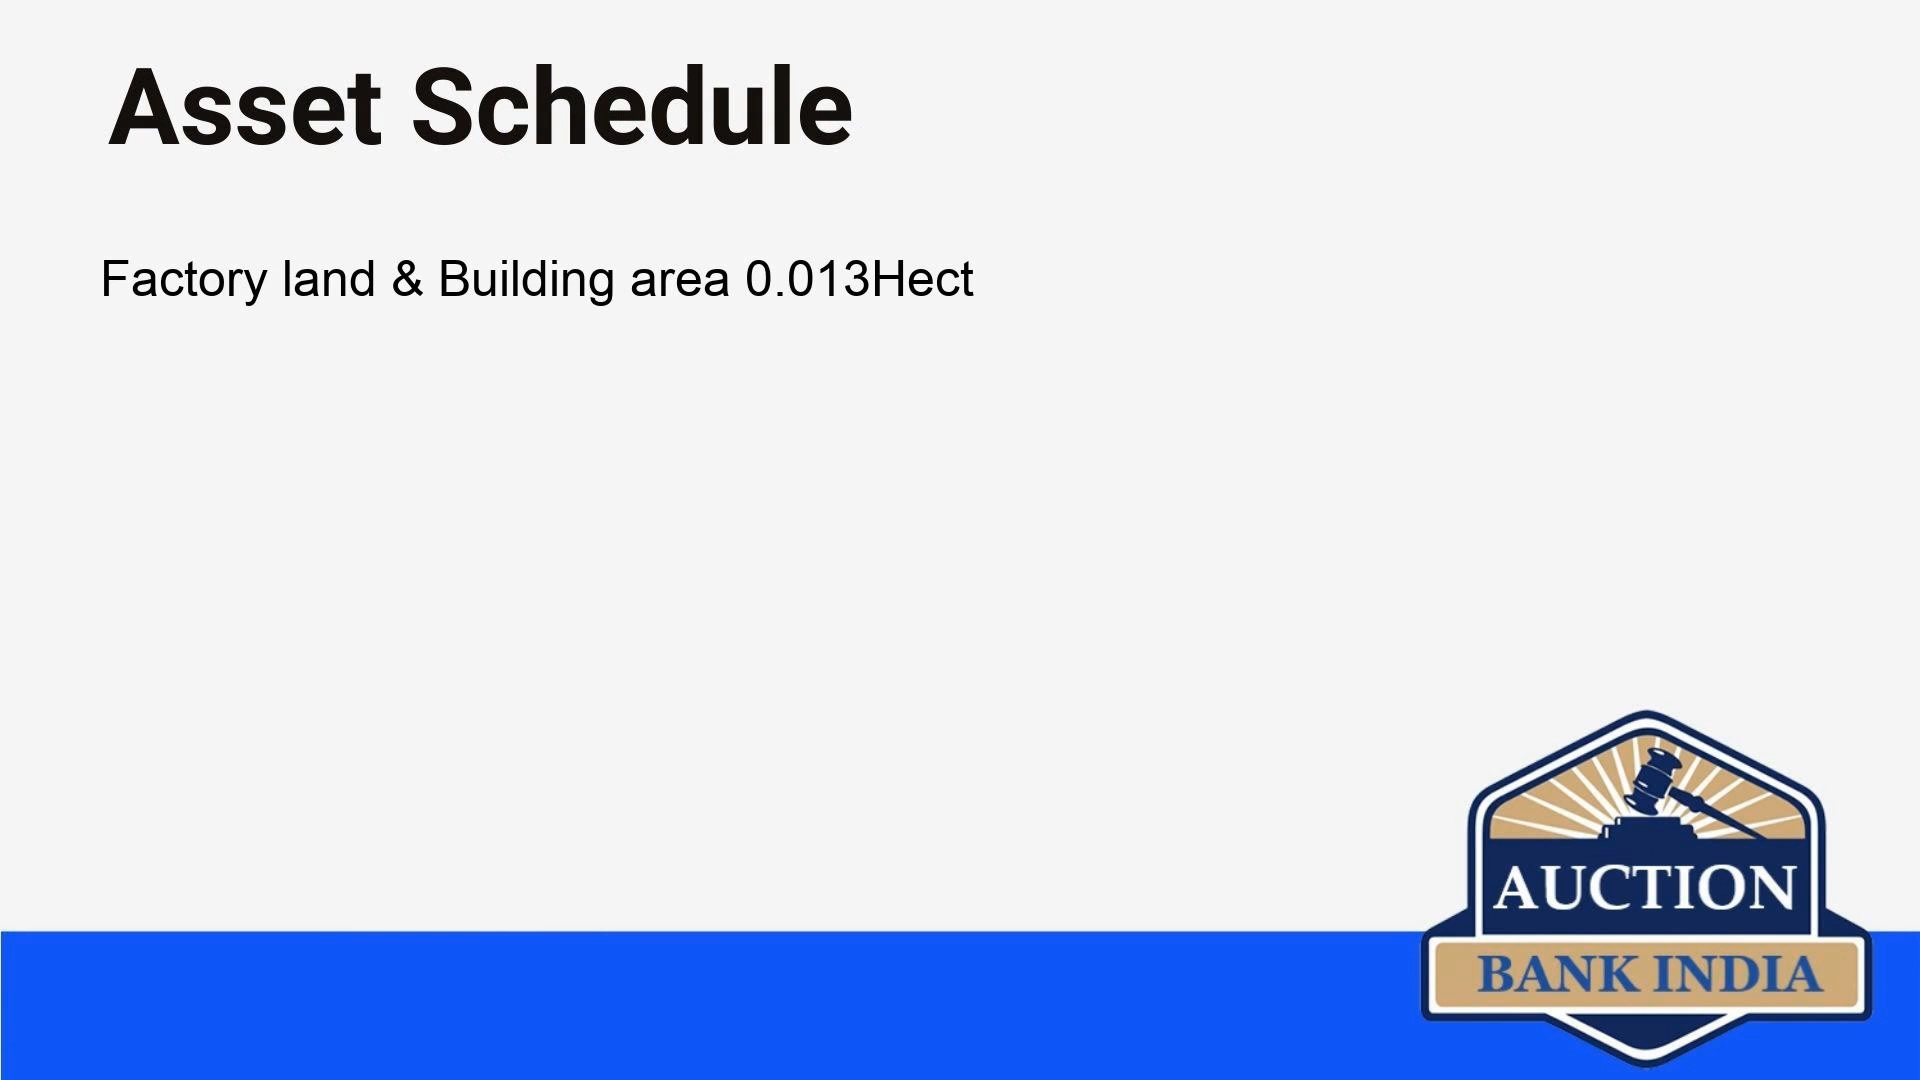 Asset Schedule
Factory land & Building area 0.013Hect
AUCTION
BANK INDIA